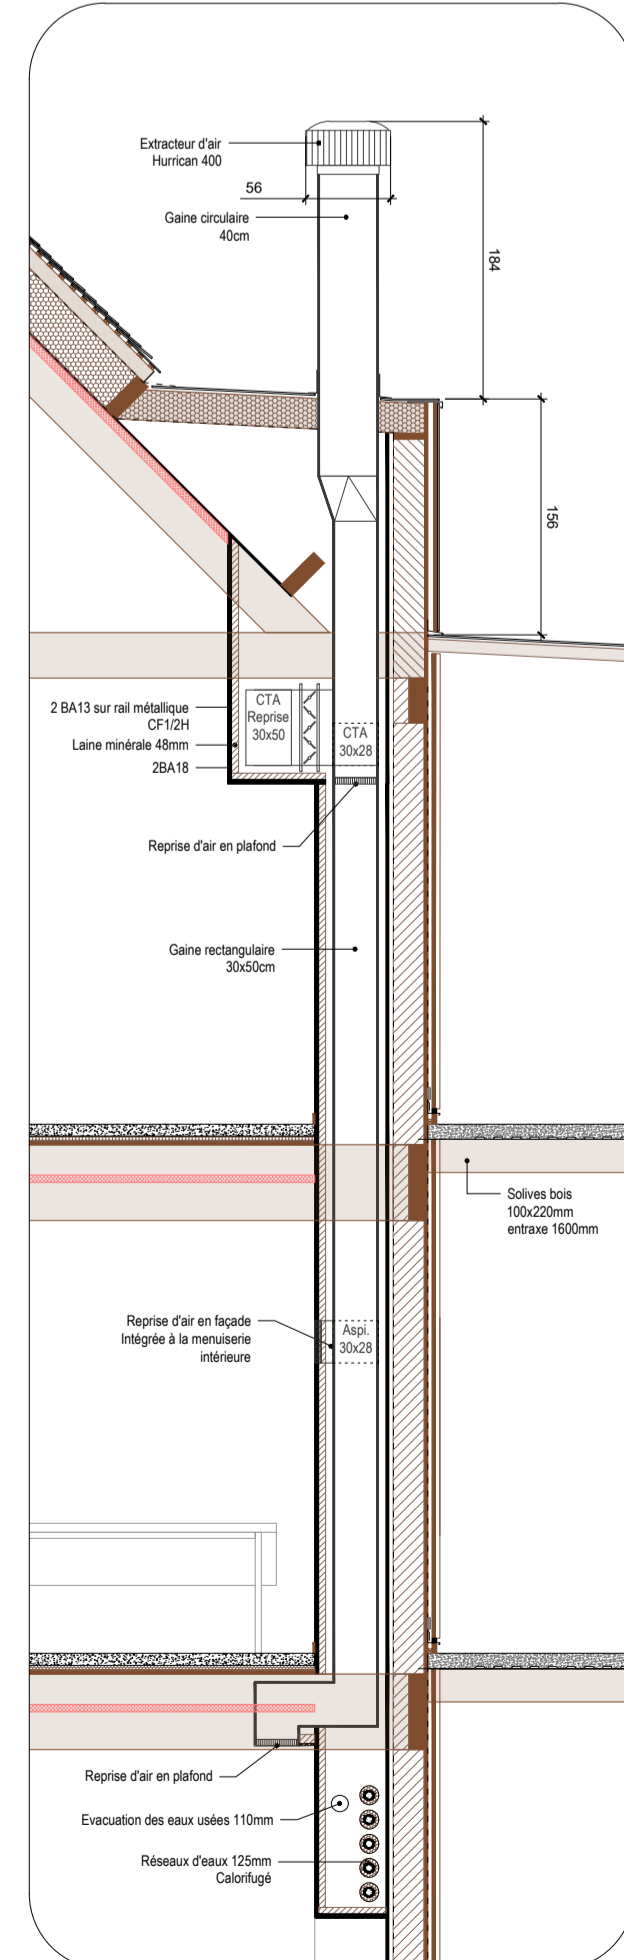 Extracteur d'air
Hurrican 400
56
Gaine circulaire
40cm
184
156
2 BA13 sur rail métallique
CF1/2H
Laine minérale 48mm
2BA18
CTA
Reprise
30x50
CTA
30x28
Reprise d'air en plafond
Gaine rectangulaire
30x50cm
Solives bois
100x220mm
entraxe 1600mm
Reprise d'air en façade
Intégrée à la menuiserie
intérieure
Aspi.
30x28
Reprise d'air en plafond
Evacuation des eaux usées 110mm
Réseaux d'eaux 125mm
Calorifugé